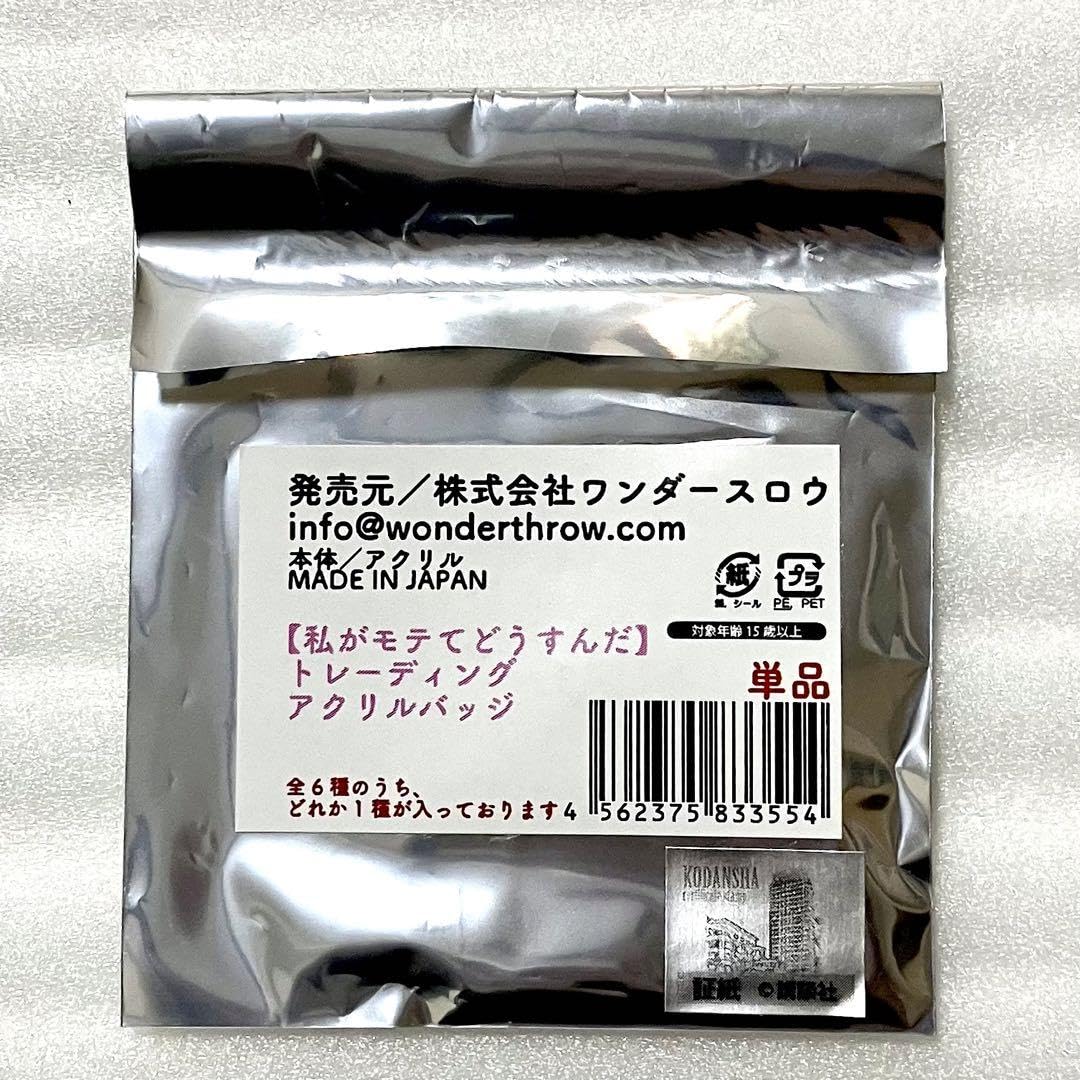 発売元／株式会社ワンダースロウ
info@wonderthrow.com
本体／アクリル
MADE IN JAPAN
紙
プラ
紙、シール
PE, PET
対象年齢15歳以上
【私がモテてどうすんだ】
トレーディング
アクリルバッジ
単品
全6種のうち、
どれか1種が入っております
4 562375 833554
KODANSHA
証紙 ©講談社